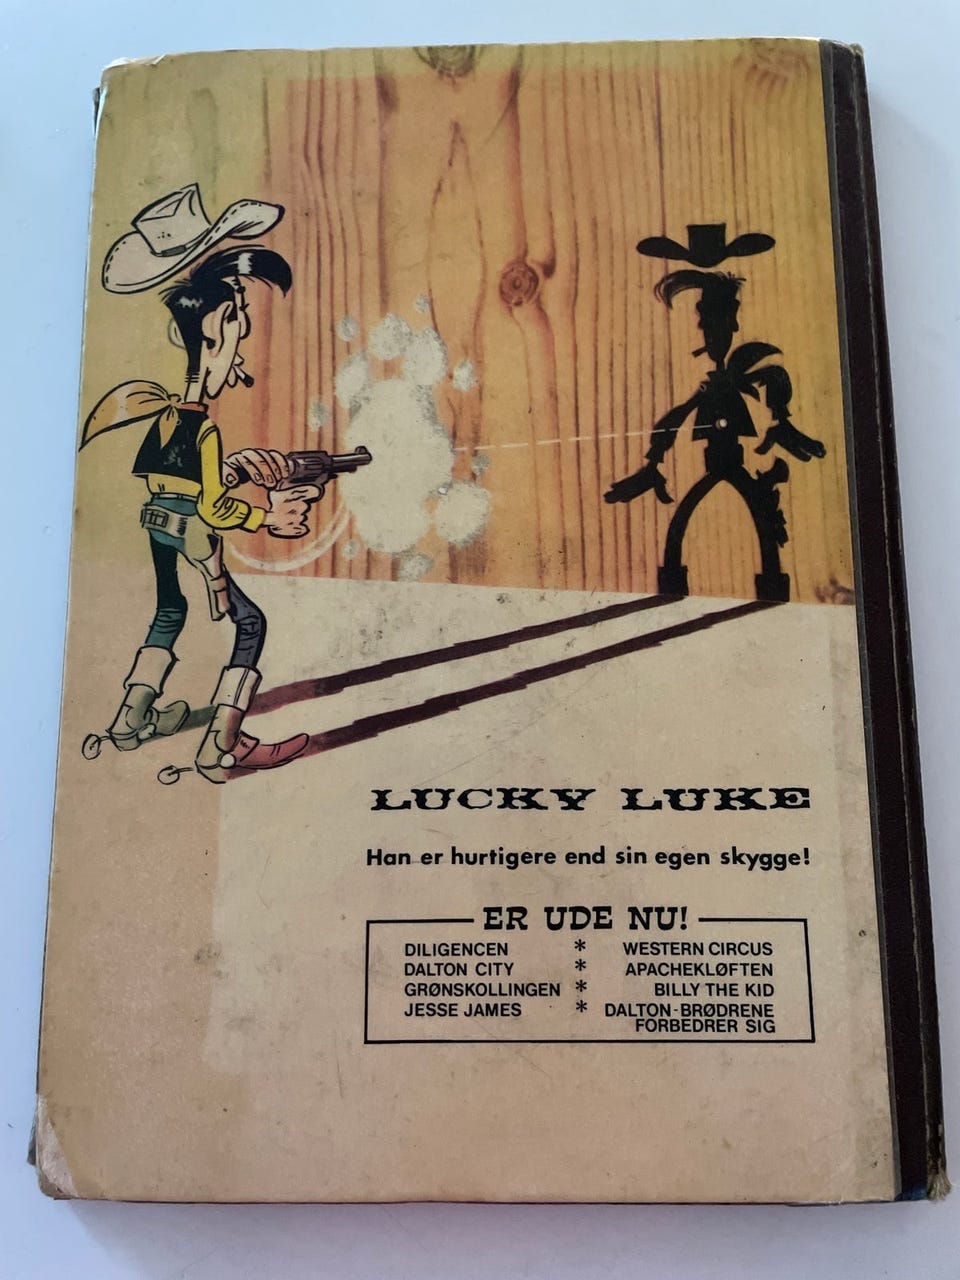 LUCKY LUKE
Han er hurtigere end sin egen skygge!
ER UDE NU!
DILIGENCEN * WESTERN CIRCUS
DALTON CITY * APACHEKLØFTEN
GRØNSKOLLINGEN * BILLY THE KID
JESSE JAMES * DALTON-BRØDRENE
FORBEDRER SIG